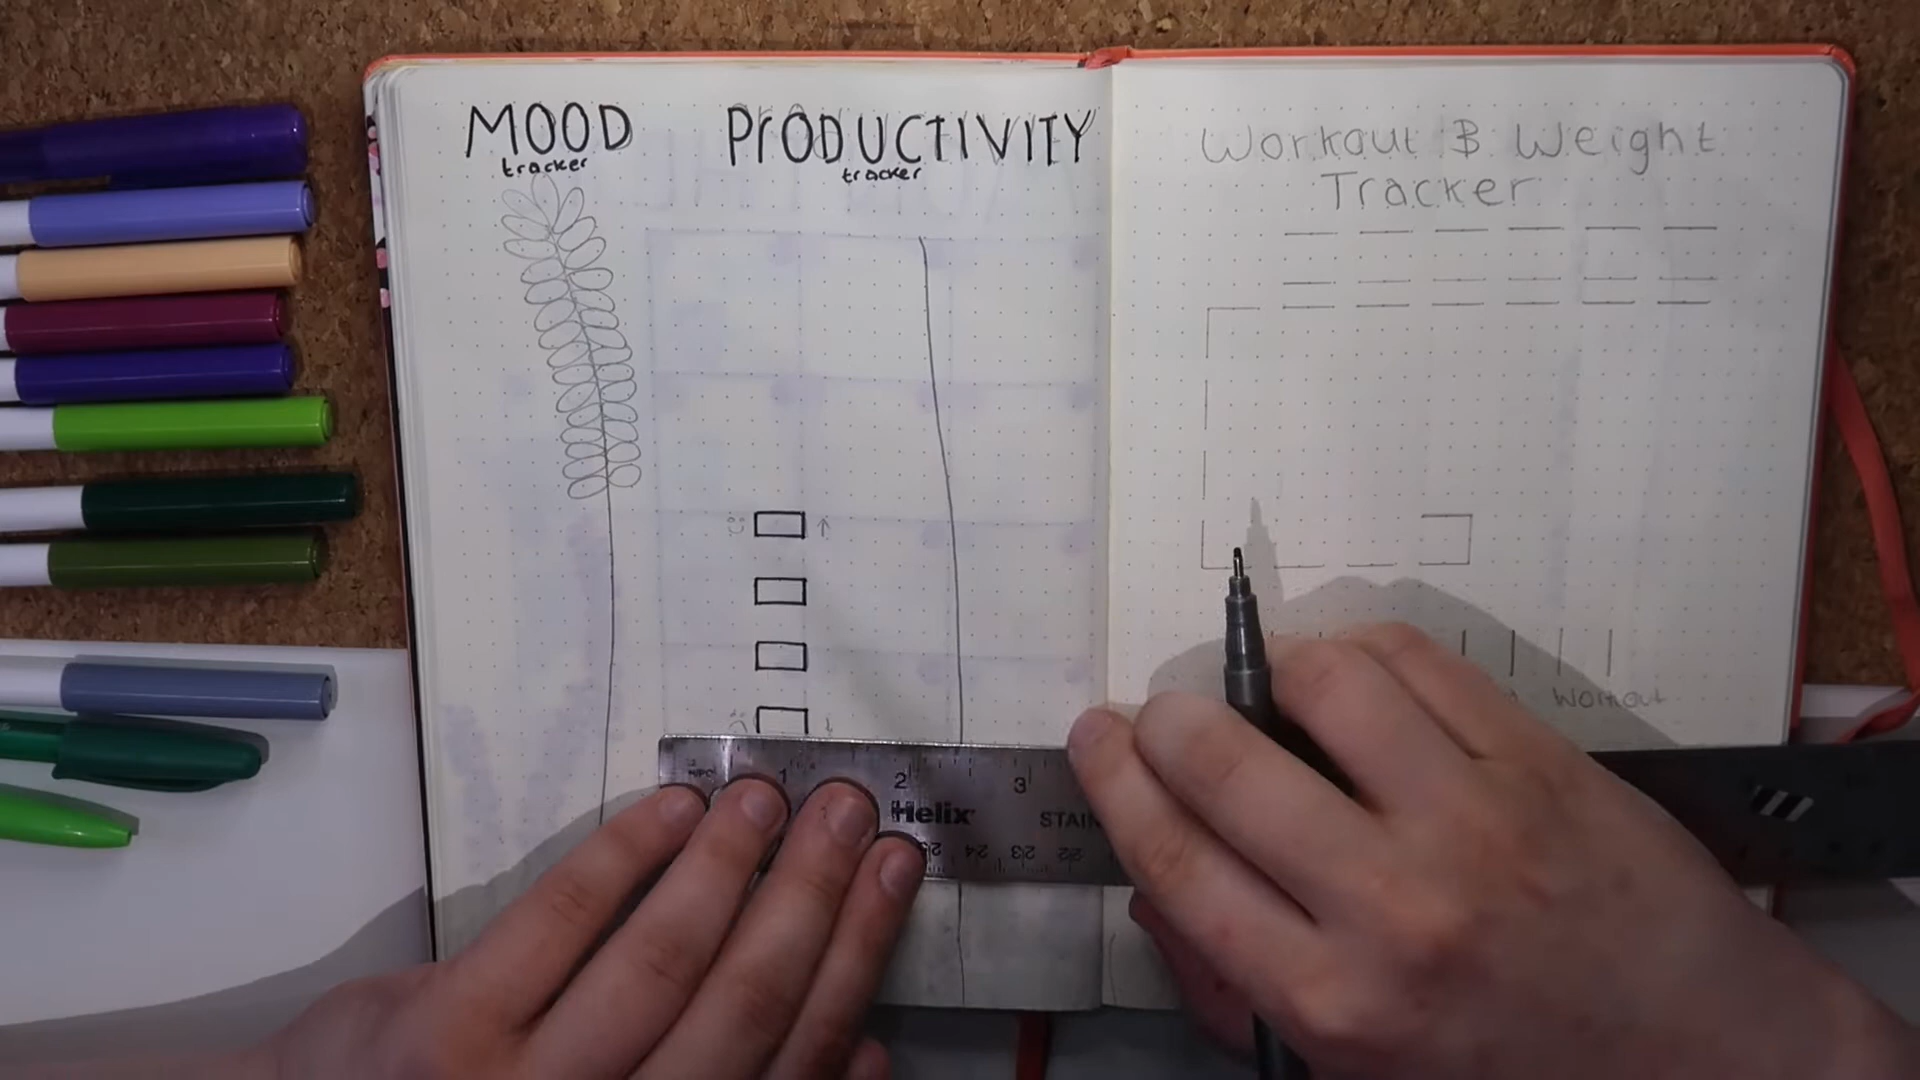 MOOD
tracker
PrODUCTIVITY
tracker
Workout & Weight
Tracker
Workout
1 2 3
Helix STAIN
25 24 23 22